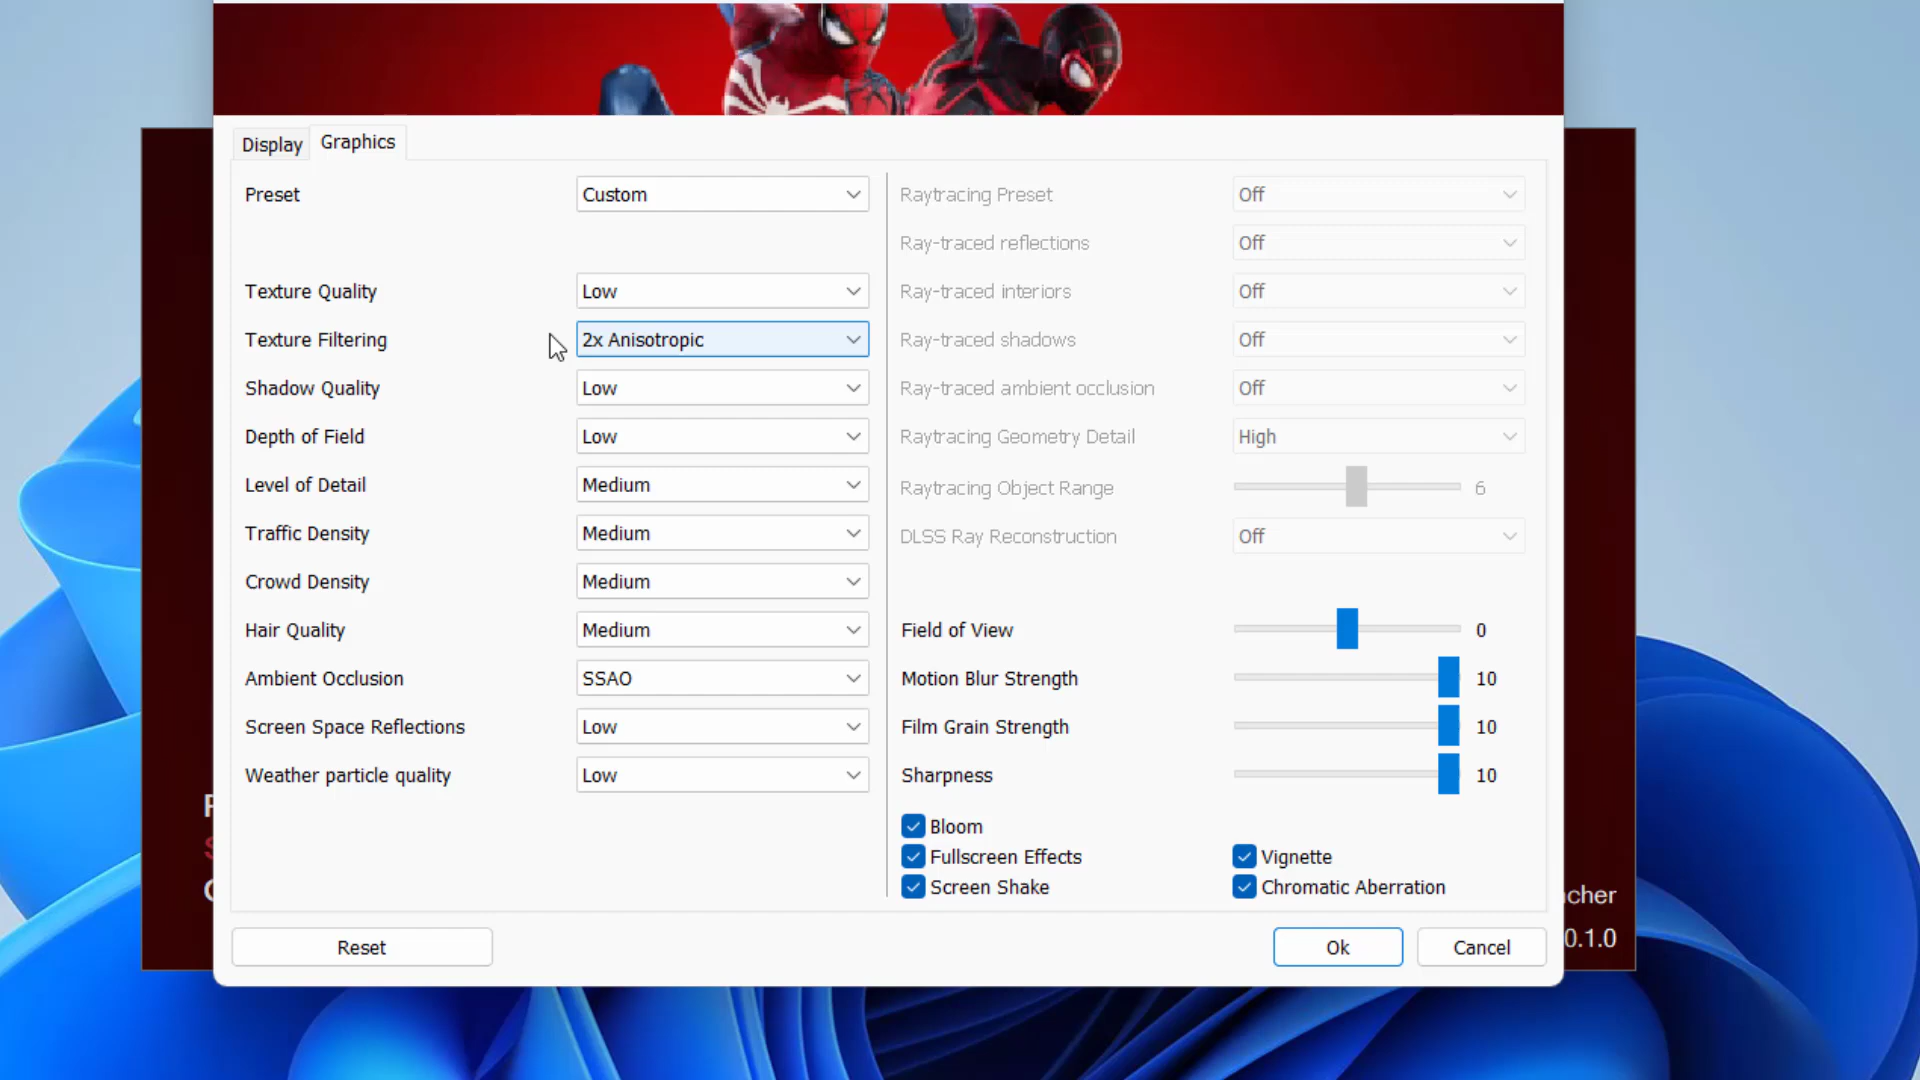 Display
Graphics
Preset
Custom
Texture Quality
Low
Texture Filtering
2x Anisotropic
Shadow Quality
Low
Depth of Field
Low
Level of Detail
Medium
Traffic Density
Medium
Crowd Density
Medium
Hair Quality
Medium
Ambient Occlusion
SSAO
Screen Space Reflections
Low
Weather particle quality
Low
Raytracing Preset
Off
Ray-traced reflections
Off
Ray-traced interiors
Off
Ray-traced shadows
Off
Ray-traced ambient occlusion
Off
Raytracing Geometry Detail
High
Raytracing Object Range
6
DLSS Ray Reconstruction
Off
Field of View
0
Motion Blur Strength
10
Film Grain Strength
10
Sharpness
10
Bloom
Fullscreen Effects
Vignette
Screen Shake
Chromatic Aberration
Reset
Ok
Cancel
cher
0.1.0